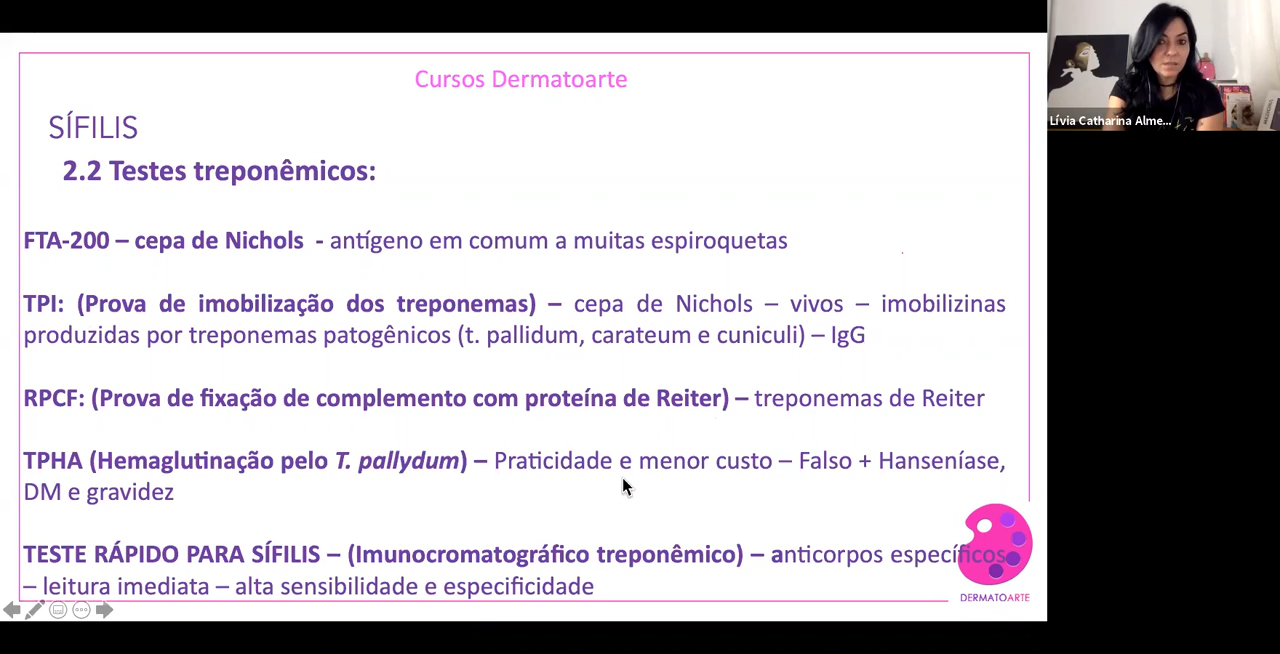 Cursos Dermatoarte
SÍFILIS
2.2 Testes treponêmicos:
FTA-200 – cepa de Nichols - antígeno em comum a muitas espiroquetas
TPI: (Prova de imobilização dos treponemas) – cepa de Nichols – vivos – imobilizinas
produzidas por treponemas patogênicos (t. pallidum, carateum e cuniculi) – IgG
RPCF: (Prova de fixação de complemento com proteína de Reiter) – treponemas de Reiter
TPHA (Hemaglutinação pelo T. pallydum) – Praticidade e menor custo – Falso + Hanseníase,
DM e gravidez
TESTE RÁPIDO PARA SÍFILIS – (Imunocromatográfico treponêmico) – anticorpos específicos
– leitura imediata – alta sensibilidade e especificidade
DERMATOARTE
Lívia Catharina Alme...